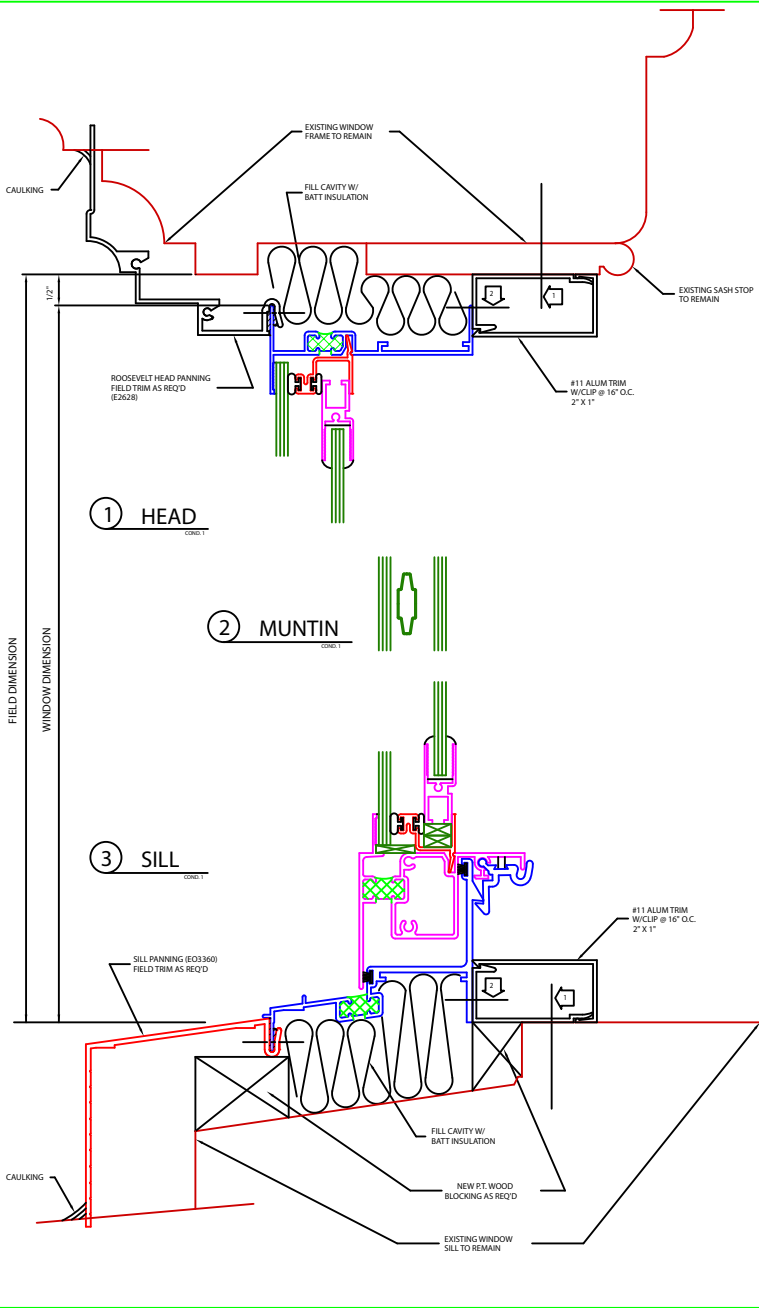 EXISTING WINDOW
FRAME TO REMAIN
CAULKING
FILL CAVITY W/
BATT INSULATION
1/2"
2
1
EXISTING SASH STOP
TO REMAIN
ROOSEVELT HEAD PANNING
FIELD TRIM AS REQ'D
(E2628)
#11 ALUM TRIM
W/CLIP @ 16" O.C.
2" X 1"
1 HEAD
COND. 1
2 MUNTIN
COND. 1
FIELD DIMENSION
WINDOW DIMENSION
3 SILL
COND. 1
#11 ALUM TRIM
W/CLIP @ 16" O.C.
2" X 1"
SILL PANNING (EO3360)
FIELD TRIM AS REQ'D
2
1
FILL CAVITY W/
BATT INSULATION
CAULKING
NEW P.T. WOOD
BLOCKING AS REQ'D
EXISTING WINDOW
SILL TO REMAIN